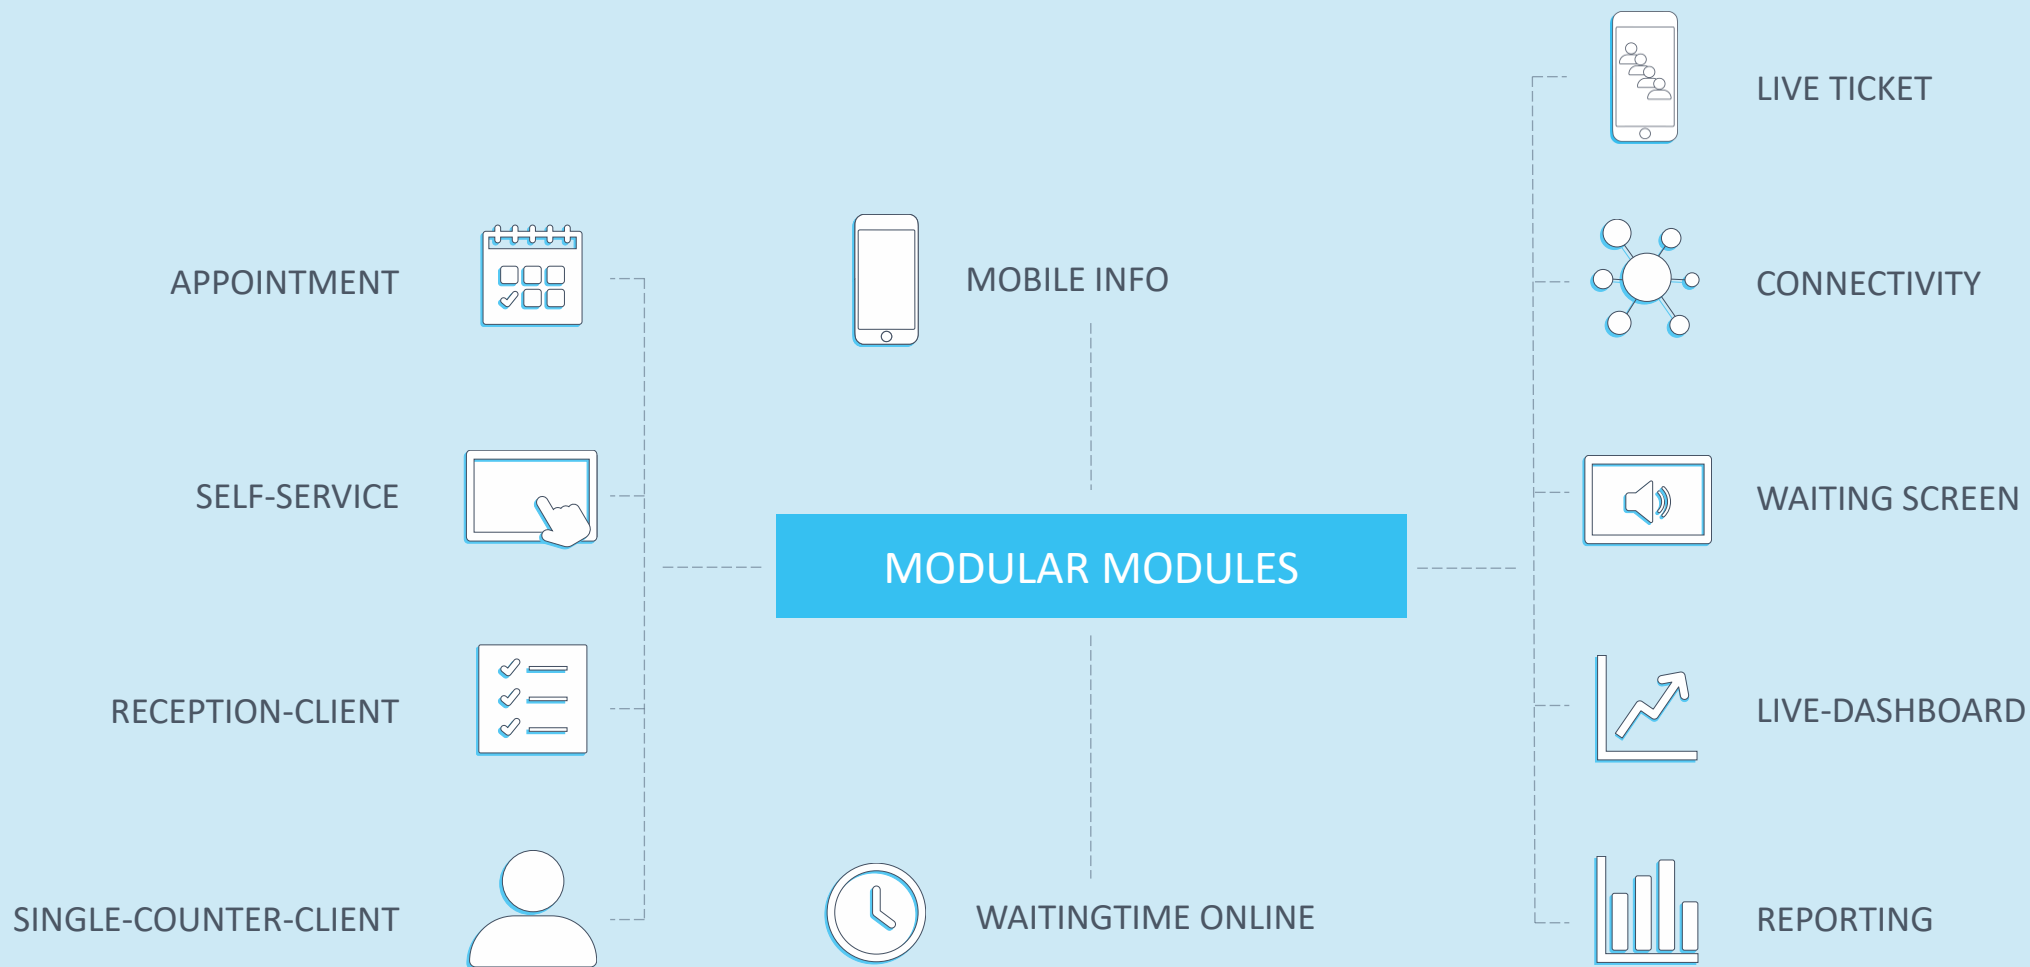 LIVE TICKET
APPOINTMENT
MOBILE INFO
CONNECTIVITY
SELF-SERVICE
WAITING SCREEN
MODULAR MODULES
RECEPTION-CLIENT
LIVE-DASHBOARD
SINGLE-COUNTER-CLIENT
WAITINGTIME ONLINE
REPORTING